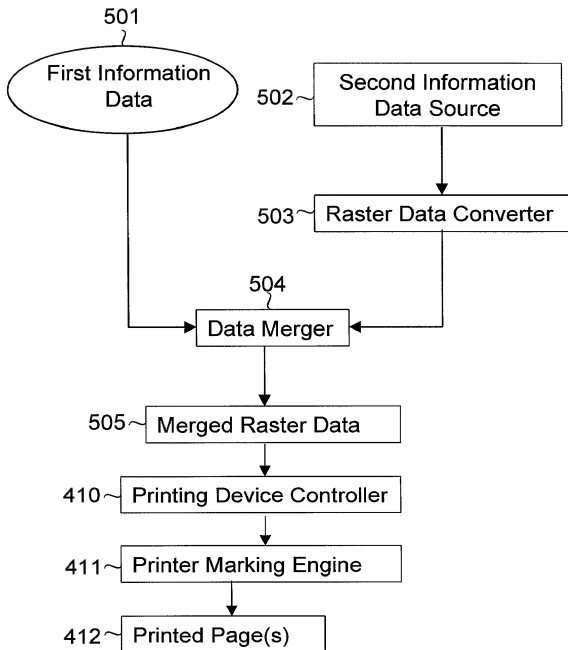 501
First Information
Data
502
Second Information
Data Source
503
Raster Data Converter
504
Data Merger
505
Merged Raster Data
410
Printing Device Controller
411
Printer Marking Engine
412
Printed Page(s)